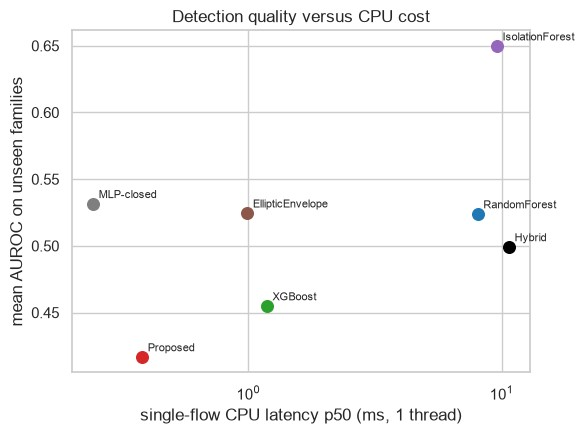 Detection quality versus CPU cost
mean AUROC on unseen families
0.65
0.60
0.55
0.50
0.45
IsolationForest
MLP-closed
EllipticEnvelope
RandomForest
Hybrid
XGBoost
Proposed
10⁰
10¹
single-flow CPU latency p50 (ms, 1 thread)